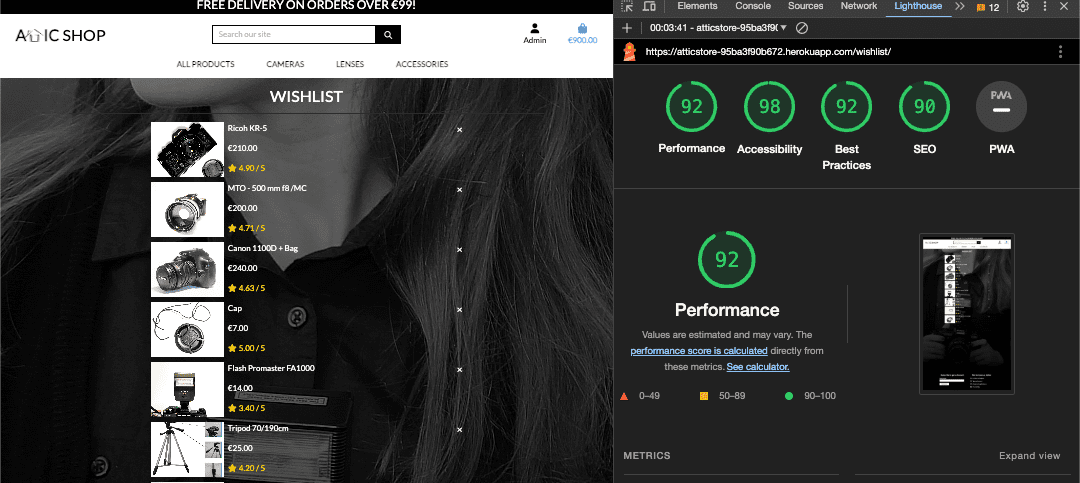 FREE DELIVERY ON ORDERS OVER €99!
ATTIC SHOP
Search our site
Admin
€900.00
ALL PRODUCTS CAMERAS LENSES ACCESSORIES
WISHLIST
Ricoh KR-5
€210.00
4.90 / 5
MTO - 500 mm f8 /MC
€200.00
4.71 / 5
Canon 1100D + Bag
€240.00
4.63 / 5
Cap
€7.00
5.00 / 5
Flash Promaster FA1000
€14.00
3.40 / 5
Tripod 70/190cm
€25.00
4.20 / 5
Elements Console Sources Network Lighthouse 12
00:03:41 - atticstore-95ba3f9(
https://atticstore-95ba3f90b672.herokuapp.com/wishlist/
92 98 92 90 PWA
Performance Accessibility Best Practices SEO PWA
92
Performance
Values are estimated and may vary. The
performance score is calculated directly from
these metrics. See calculator.
0–49 50–89 90–100
METRICS Expand view